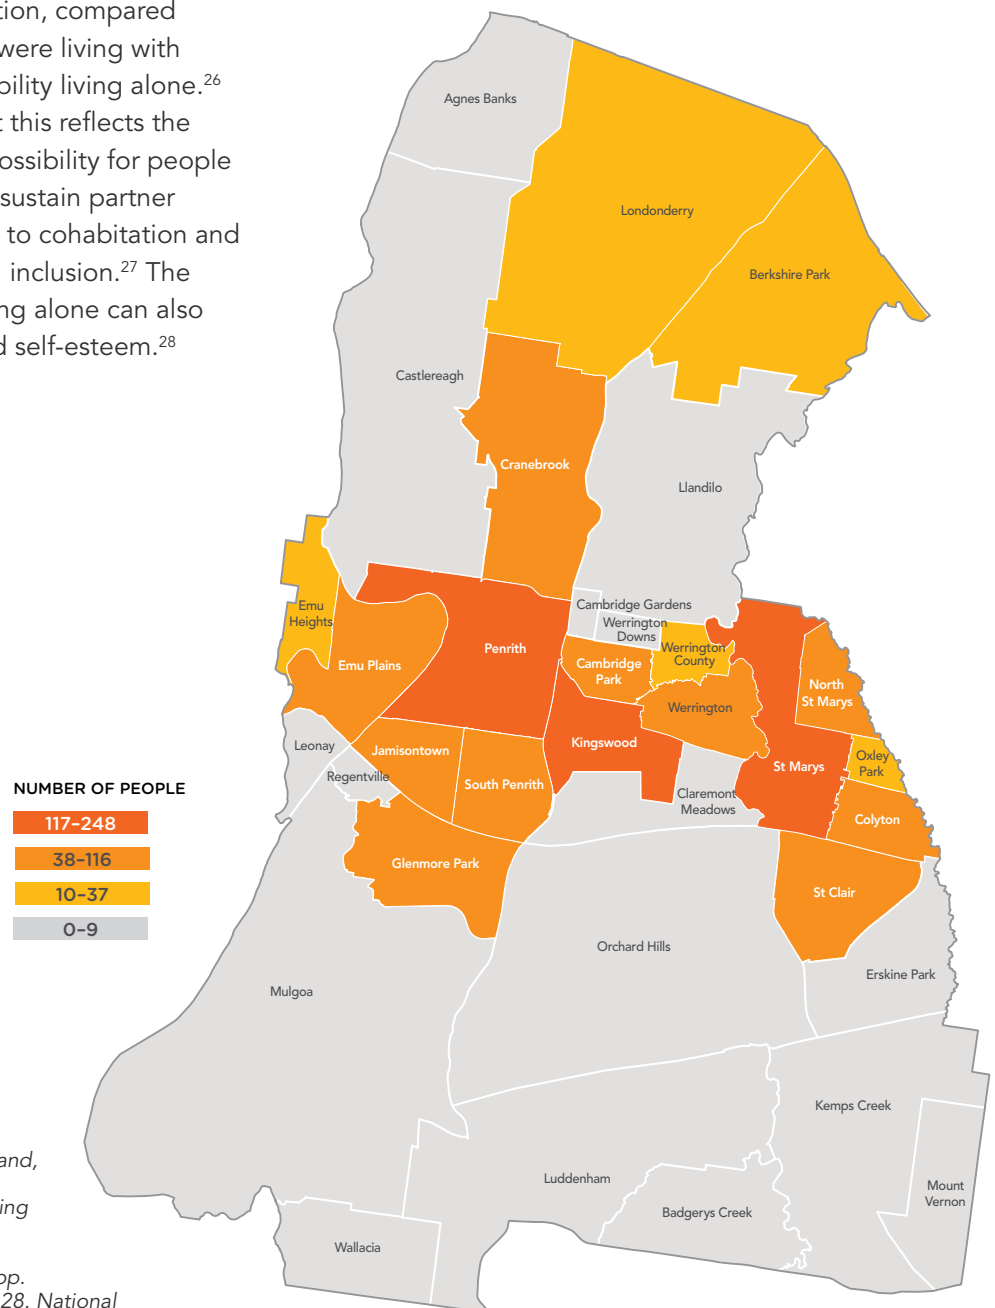 tion, compared
were living with
bility living alone.26
t this reflects the
ossibility for people
sustain partner
to cohabitation and
inclusion.27 The
ng alone can also
d self-esteem.28
Agnes Banks
Londonderry
Berkshire Park
Castlereagh
Cranebrook
Llandilo
Emu
Heights
Cambridge Gardens
Werrington
Downs
Penrith
Emu Plains
Cambridge
Park
Werrington
County
North
St Marys
Werrington
Leonay
Jamisontown
Kingswood
Regentville
South Penrith
St Marys
Oxley
Park
Claremont
Meadows
Colyton
NUMBER OF PEOPLE
117–248
38–116
10–37
0–9
Glenmore Park
St Clair
Orchard Hills
Erskine Park
Mulgoa
Kemps Creek
Luddenham
Mount
Vernon
Badgerys Creek
Wallacia
and,
ing
op.
28. National